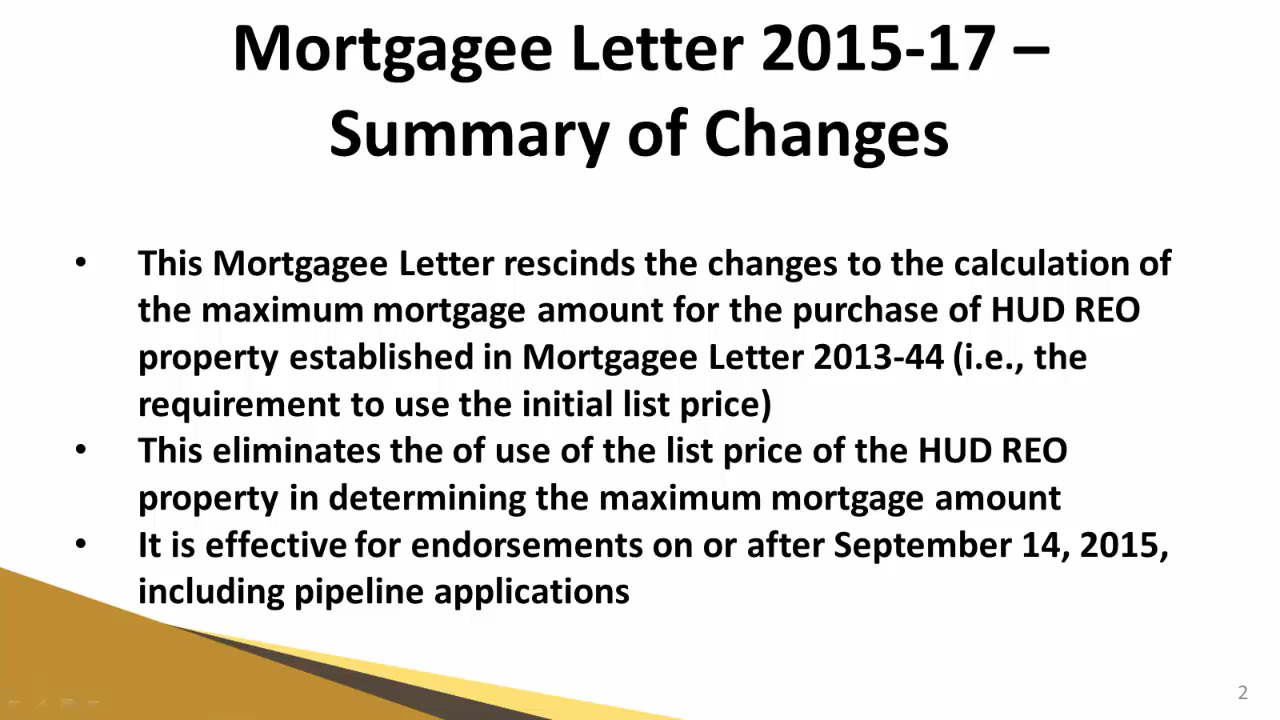 Mortgagee Letter 2015-17 –
Summary of Changes
• This Mortgagee Letter rescinds the changes to the calculation of
the maximum mortgage amount for the purchase of HUD REO
property established in Mortgagee Letter 2013-44 (i.e., the
requirement to use the initial list price)
• This eliminates the of use of the list price of the HUD REO
property in determining the maximum mortgage amount
• It is effective for endorsements on or after September 14, 2015,
including pipeline applications
2